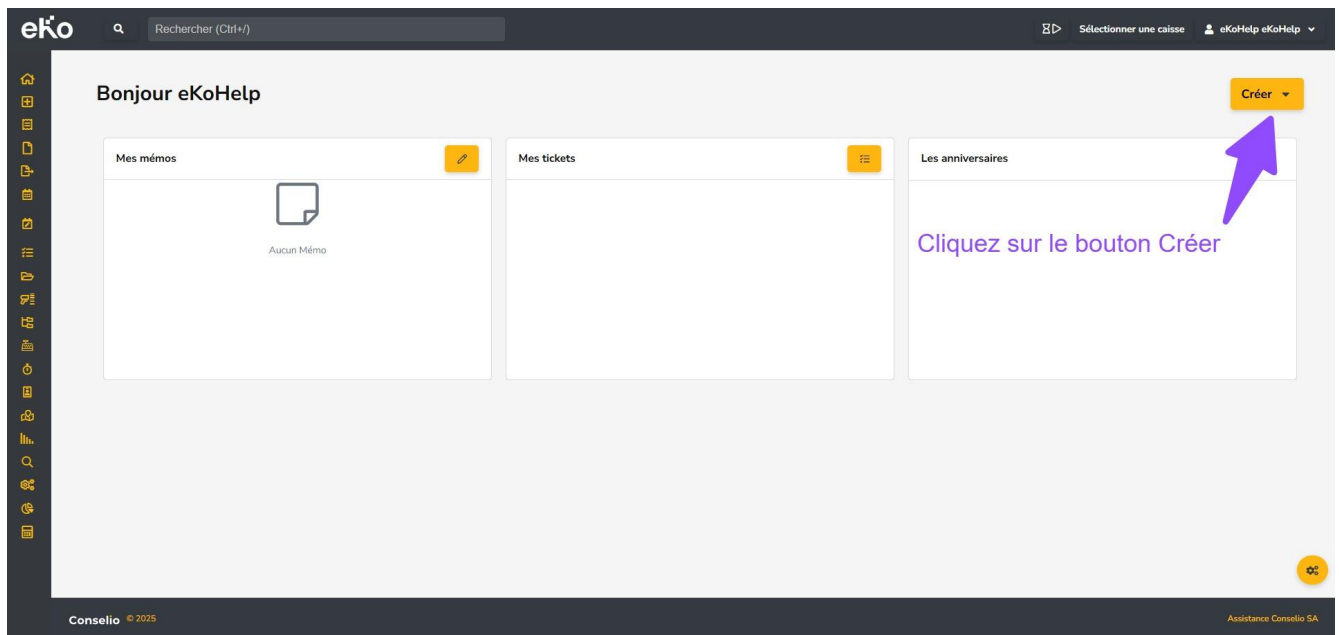 eKo
Rechercher (Ctrl+/)
Sélectionner une caisse
eKoHelp eKoHelp
Bonjour eKoHelp
Créer
Mes mémos
Mes tickets
Les anniversaires
Aucun Mémo
Cliquez sur le bouton Créer
Conselio © 2025
Assistance Conselio SA